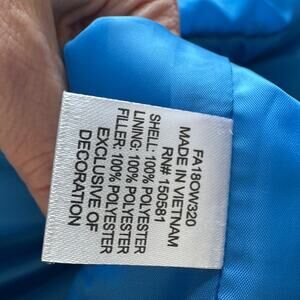 FA18OW320
MADE IN VIETNAM
RN# 150581
SHELL: 100% POLYESTER
LINING: 100% POLYESTER
FILLER: 100% POLYESTER
EXCLUSIVE OF
DECORATION